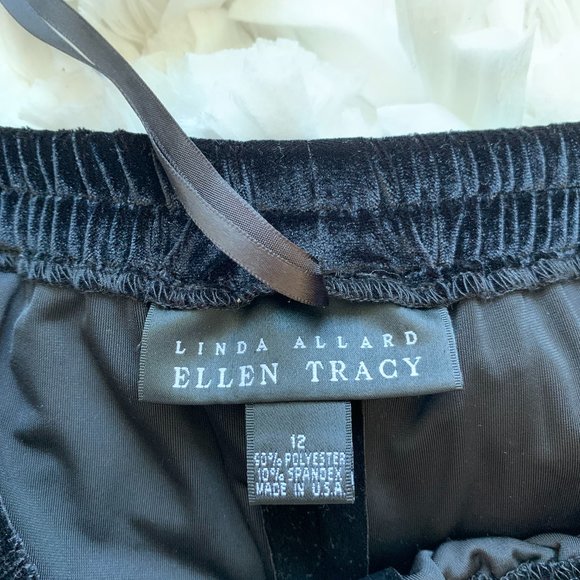 LINDA ALLARD
ELLEN TRACY
12
90% POLYESTER
10% SPANDEX
MADE IN U.S.A.